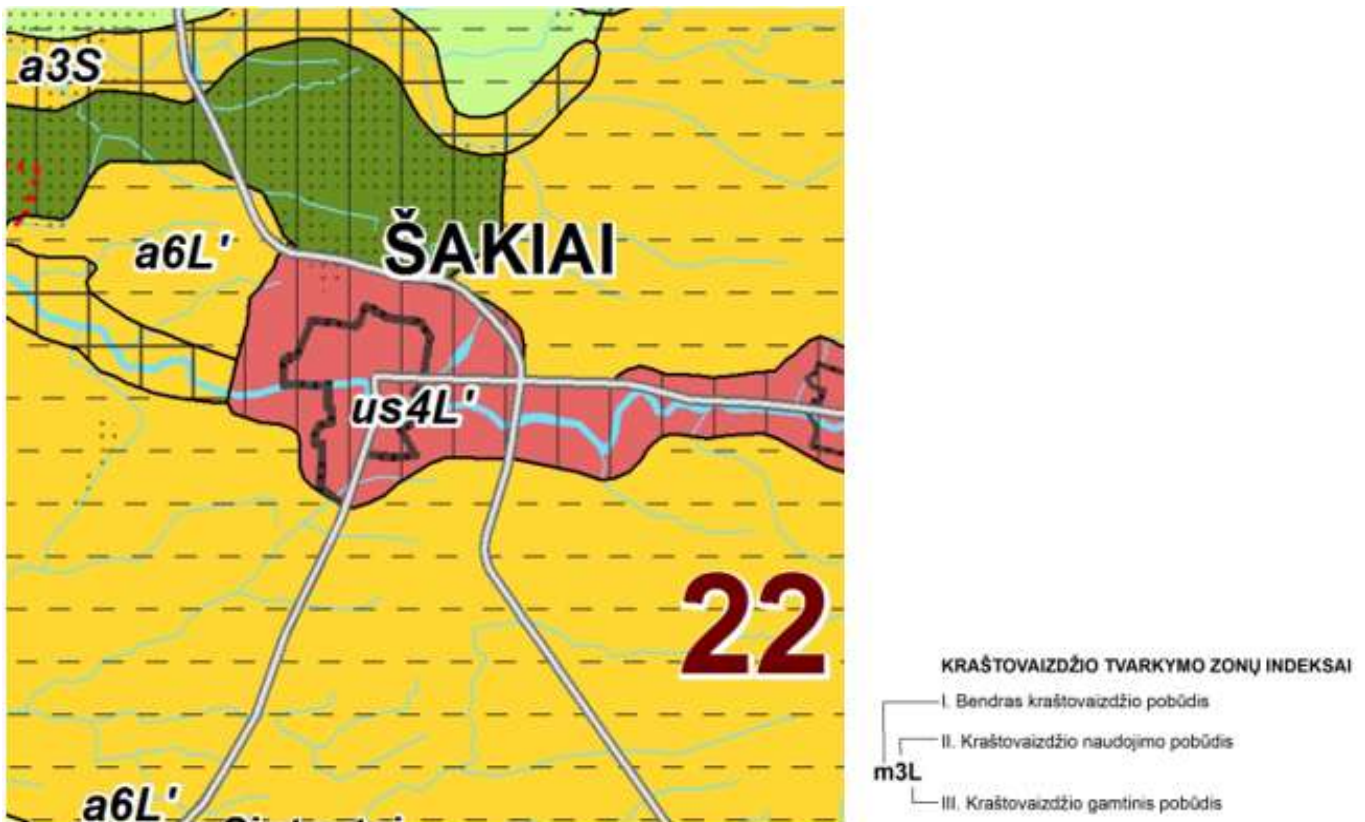 a3S
a6L'
ŠAKIAI
us4L'
22
a6L'
KRAŠTOVAIZDŽIO TVARKYMO ZONŲ INDEKSAI
I. Bendras kraštovaizdžio pobūdis
II. Kraštovaizdžio naudojimo pobūdis
m3L
III. Kraštovaizdžio gamtinis pobūdis